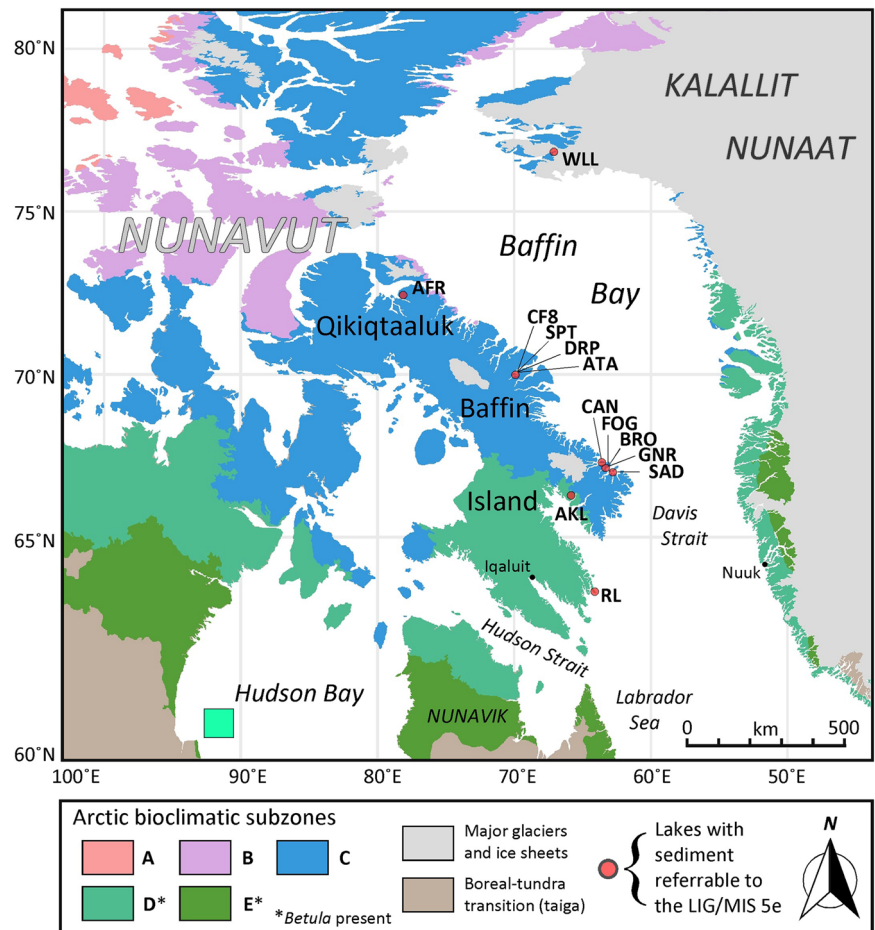 80°N
75°N
70°N
65°N
60°N
100°E
90°E
80°E
70°E
60°E
50°E
KALALLIT
NUNAAT
WLL
NUNAVUT
Baffin
Bay
AFR
Qikiqtaaluk
CF8
SPT
DRP
ATA
Baffin
CAN
FOG
BRO
GNR
SAD
Island
AKL
Davis
Strait
Iqaluit
Nuuk
RL
Hudson Strait
Hudson Bay
NUNAVIK
Labrador
Sea
0 km 500
Arctic bioclimatic subzones
A
B
C
D*
E*
*Betula present
Major glaciers
and ice sheets
Boreal-tundra
transition (taiga)
Lakes with
sediment
referrable to
the LIG/MIS 5e
N